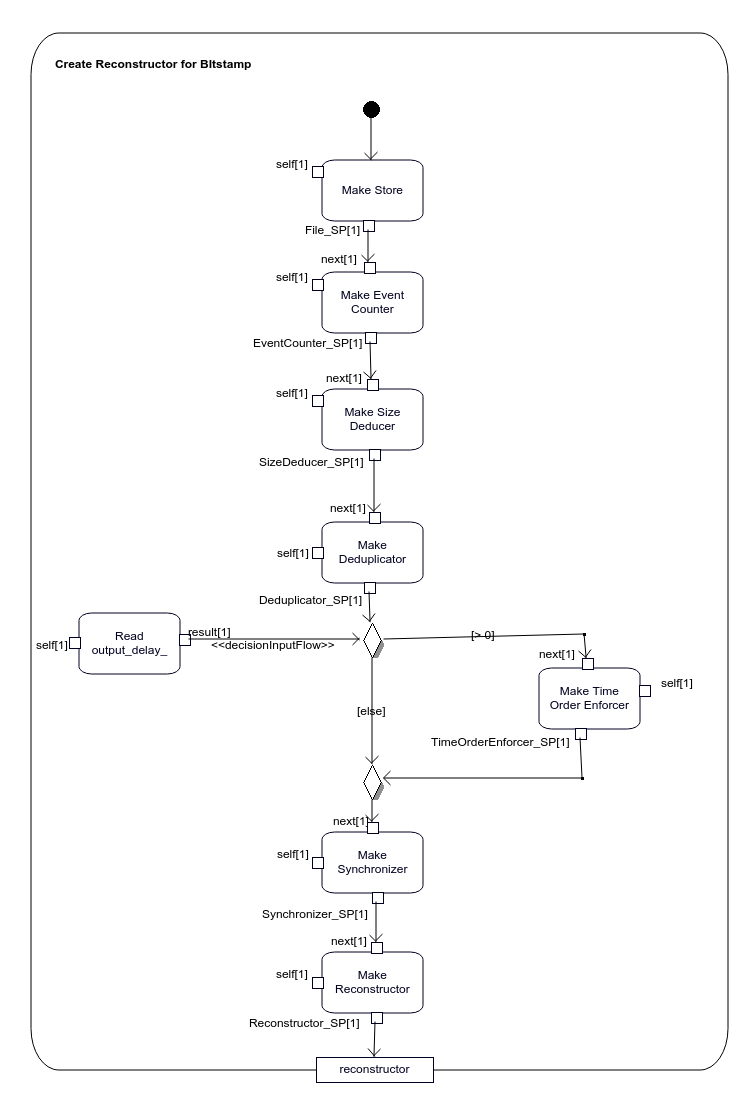 Create Reconstructor for BItstamp
self[1]
Make Store
File_SP[1]
next[1]
self[1]
Make Event
Counter
EventCounter_SP[1]
next[1]
self[1]
Make Size
Deducer
SizeDeducer_SP[1]
next[1]
self[1]
Make
Deduplicator
Deduplicator_SP[1]
self[1]
Read
output_delay_
result[1]
<<decisionInputFlow>>
[> 0]
next[1]
Make Time
Order Enforcer
self[1]
TimeOrderEnforcer_SP[1]
[else]
next[1]
self[1]
Make
Synchronizer
Synchronizer_SP[1]
next[1]
self[1]
Make
Reconstructor
Reconstructor_SP[1]
reconstructor